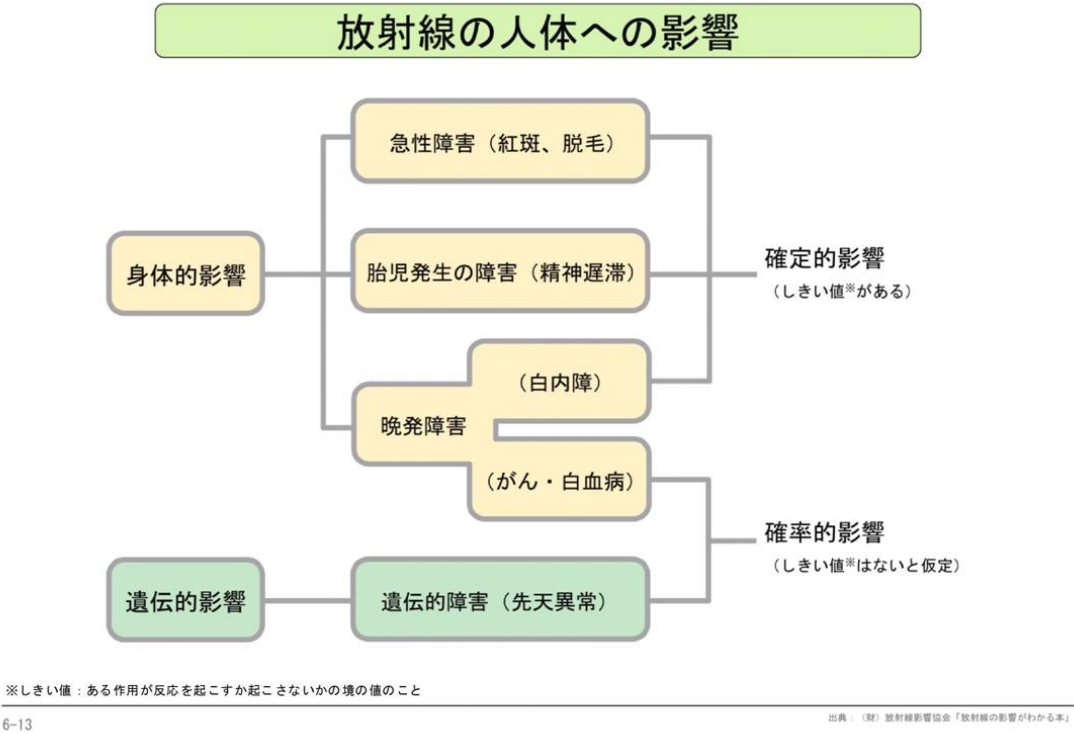 放射線の人体への影響
急性障害（紅斑、脱毛）
身体的影響
胎児発生の障害（精神遅滞）
確定的影響
（しきい値※がある）
（白内障）
晩発障害
（がん・白血病）
確率的影響
（しきい値※はないと仮定）
遺伝的影響
遺伝的障害（先天異常）
※しきい値：ある作用が反応を起こすか起こさないかの境の値のこと
6-13
出典：（財）放射線影響協会「放射線の影響がわかる本」